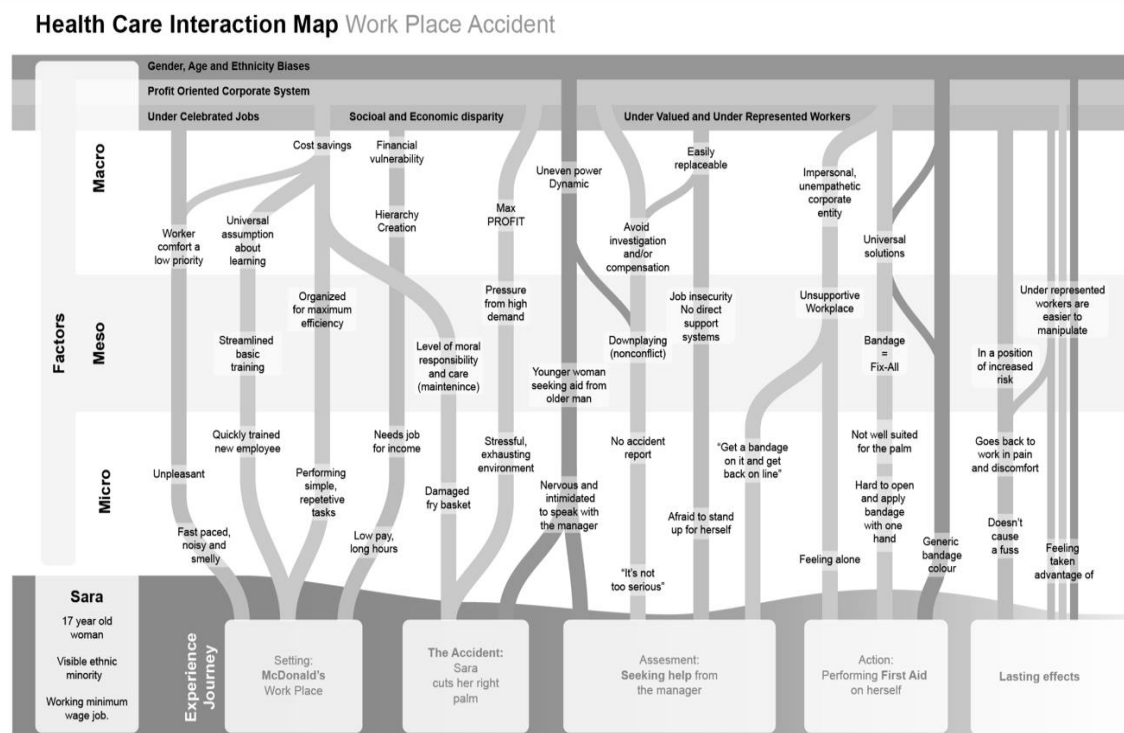 Health Care Interaction Map Work Place Accident
Gender, Age and Ethnicity Biases
Profit Oriented Corporate System
Under Celebrated Jobs
Socioal and Economic disparity
Under Valued and Under Represented Workers
Factors
Macro
Cost savings
Financial
vulnerability
Uneven power
Dynamic
Easily
replaceable
Impersonal,
unempathetic
corporate
entity
Worker
comfort a
low priority
Universal
assumption
about
learning
Hierarchy
Creation
Max
PROFIT
Avoid
investigation
and/or
compensation
Universal
solutions
Meso
Streamlined
basic
training
Organized
for maximum
efficiency
Level of moral
responsibility
and care
(maintenince)
Pressure
from high
demand
Younger woman
seeking aid from
older man
Downplaying
(nonconflict)
Job insecurity
No direct
support
systems
Unsupportive
Workplace
Bandage
=
Fix-All
In a position
of increased
risk
Under represented
workers are
easier to
manipulate
Micro
Unpleasant
Fast paced,
noisy and
smelly
Quickly trained
new employee
Performing
simple,
repetetive
tasks
Needs job
for income
Low pay,
long hours
Damaged
fry basket
Stressful,
exhausting
environment
Nervous and
intimidated
to speak with
the manager
No accident
report
"It's not
too serious"
Afraid to stand
up for herself
"Get a bandage
on it and get
back on line"
Feeling alone
Not well suited
for the palm
Hard to open
and apply
bandage
with one
hand
Generic
bandage
colour
Goes back to
work in pain
and discomfort
Doesn't
cause
a fuss
Feeling
taken
advantage of
Sara
17 year old
woman
Visible ethnic
minority
Working minimum
wage job.
Experience
Journey
Setting:
McDonald's
Work Place
The Accident:
Sara
cuts her right
palm
Assesment:
Seeking help from
the manager
Action:
Performing First Aid
on herself
Lasting effects